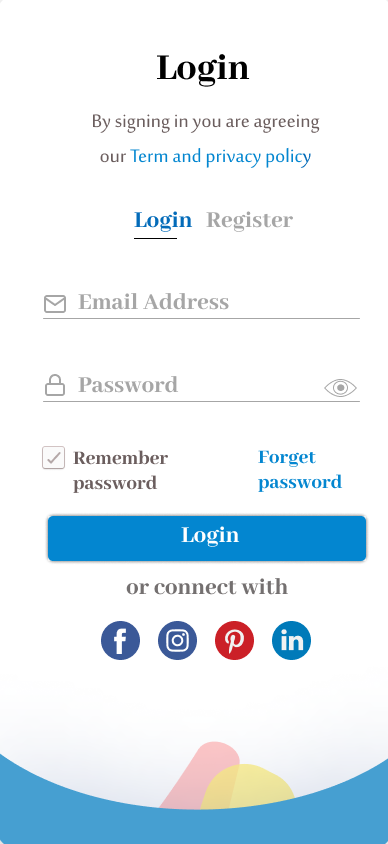 Login
By signing in you are agreeing
our Term and privacy policy
Login Register
Email Address
Password
Remember password
Forget password
Login
or connect with